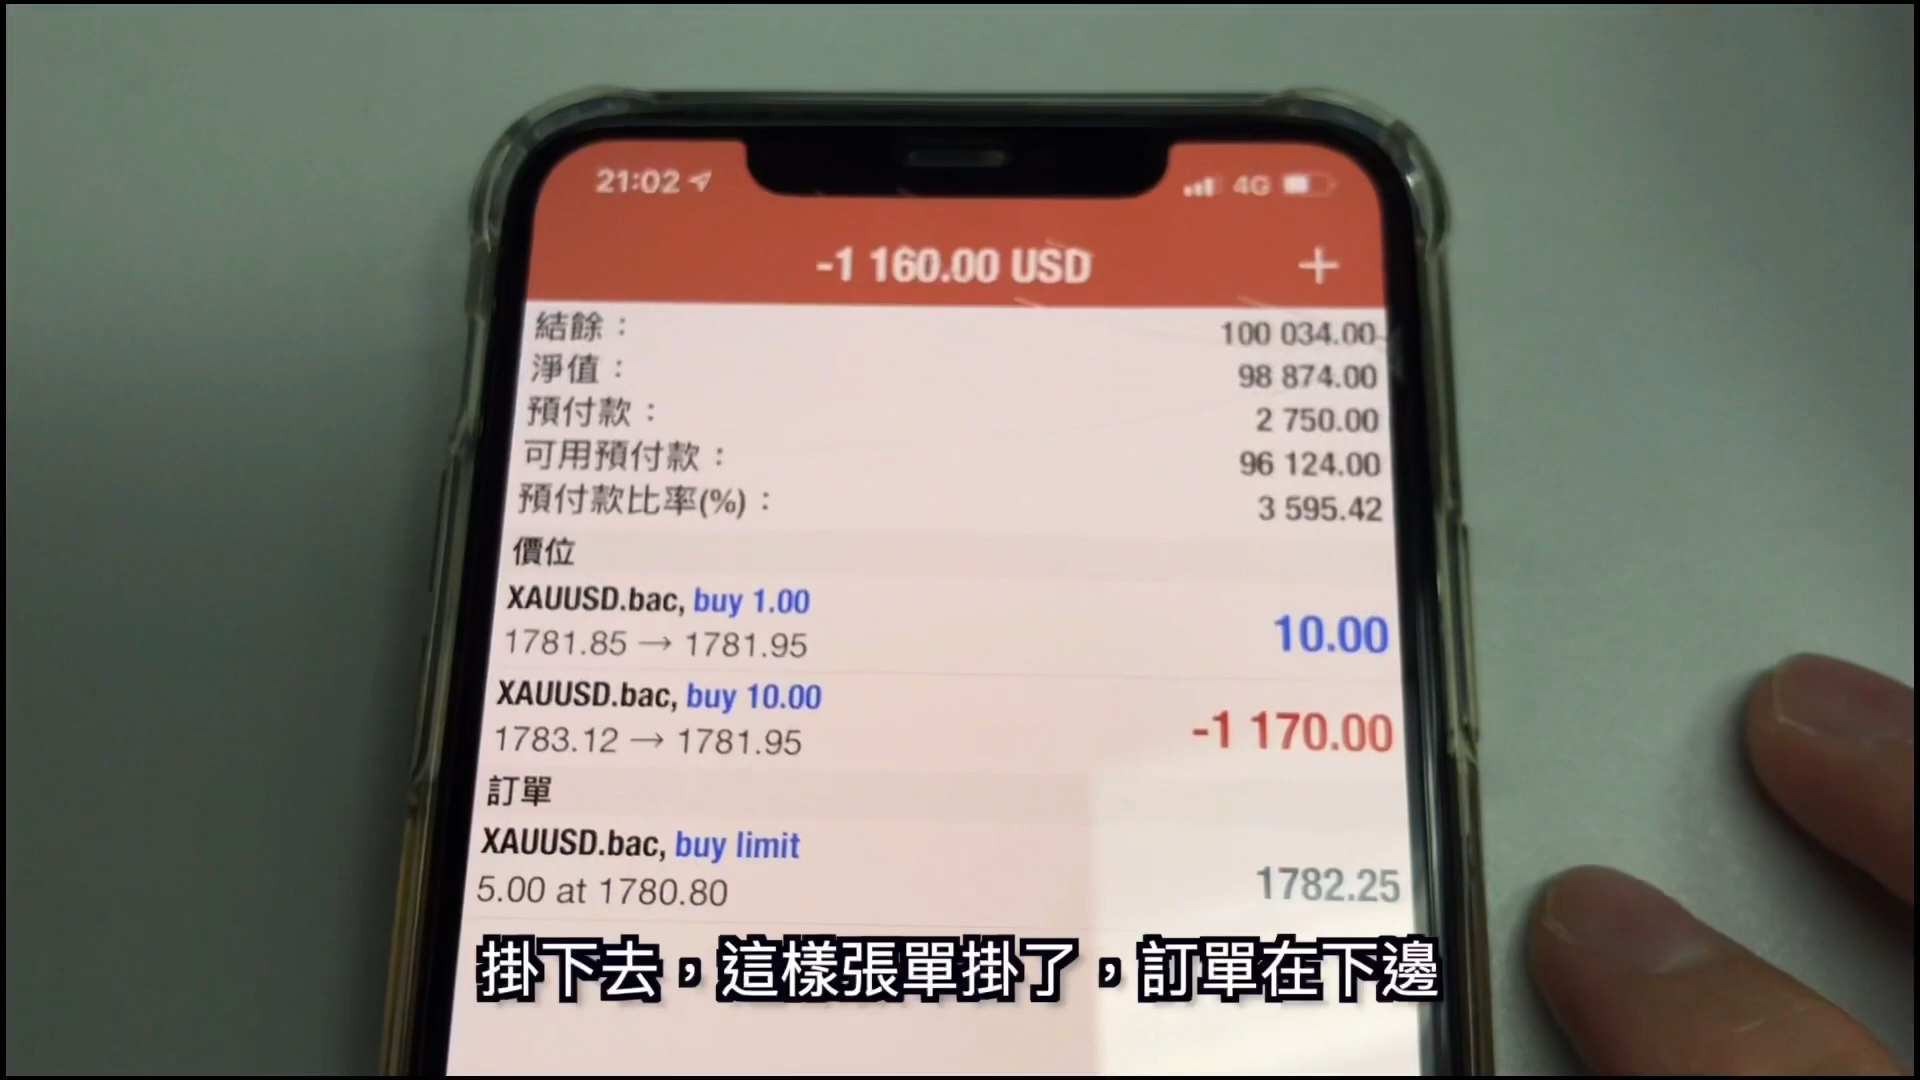 21:02
4G
-1 160.00 USD
+
結餘： 100 034.00
淨值： 98 874.00
預付款： 2 750.00
可用預付款： 96 124.00
預付款比率(%)： 3 595.42
價位
XAUUSD.bac, buy 1.00
1781.85 → 1781.95 10.00
XAUUSD.bac, buy 10.00
1783.12 → 1781.95 -1 170.00
訂單
XAUUSD.bac, buy limit
5.00 at 1780.80 1782.25
掛下去，這樣張單掛了，訂單在下邊